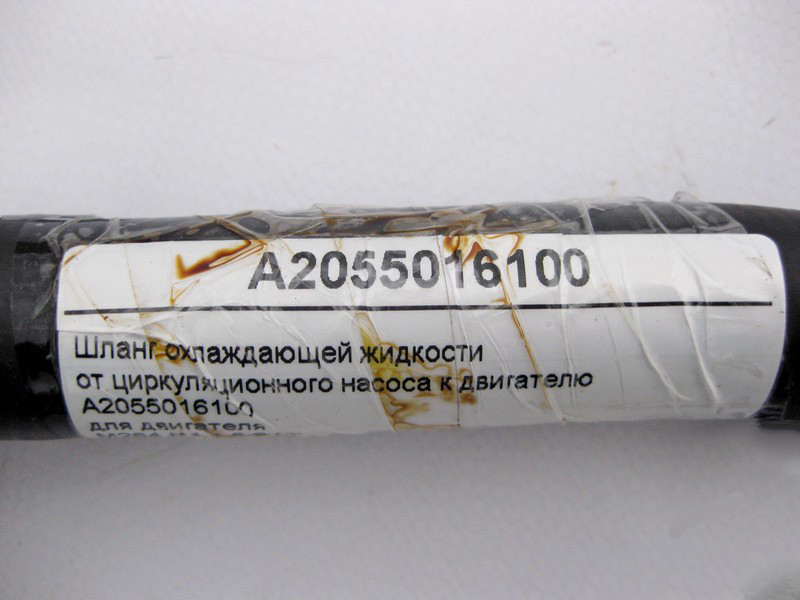 A2055016100
Шланг охлаждающей жидкости
от циркуляционного насоса к двигателю
A2055016100
для двигателя